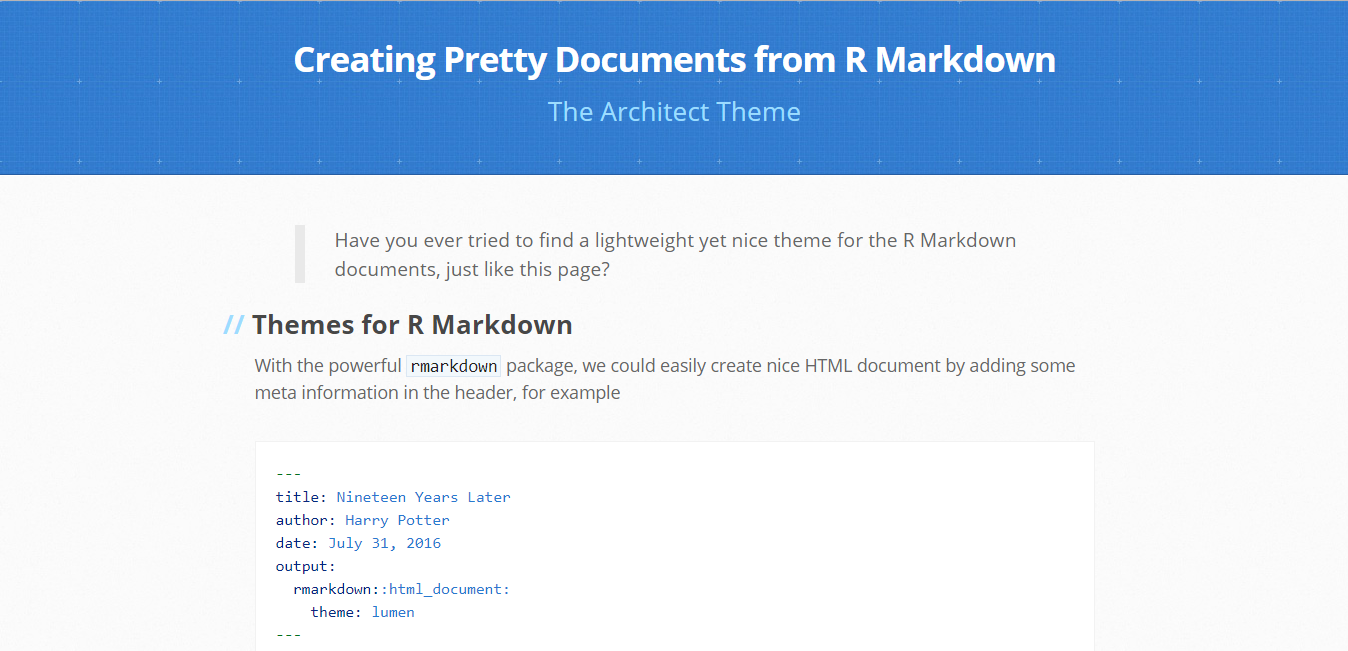 Creating Pretty Documents from R Markdown
The Architect Theme
Have you ever tried to find a lightweight yet nice theme for the R Markdown
documents, just like this page?
// Themes for R Markdown
With the powerful rmarkdown package, we could easily create nice HTML document by adding some
meta information in the header, for example
---
title: Nineteen Years Later
author: Harry Potter
date: July 31, 2016
output:
  rmarkdown::html_document:
    theme: lumen
---